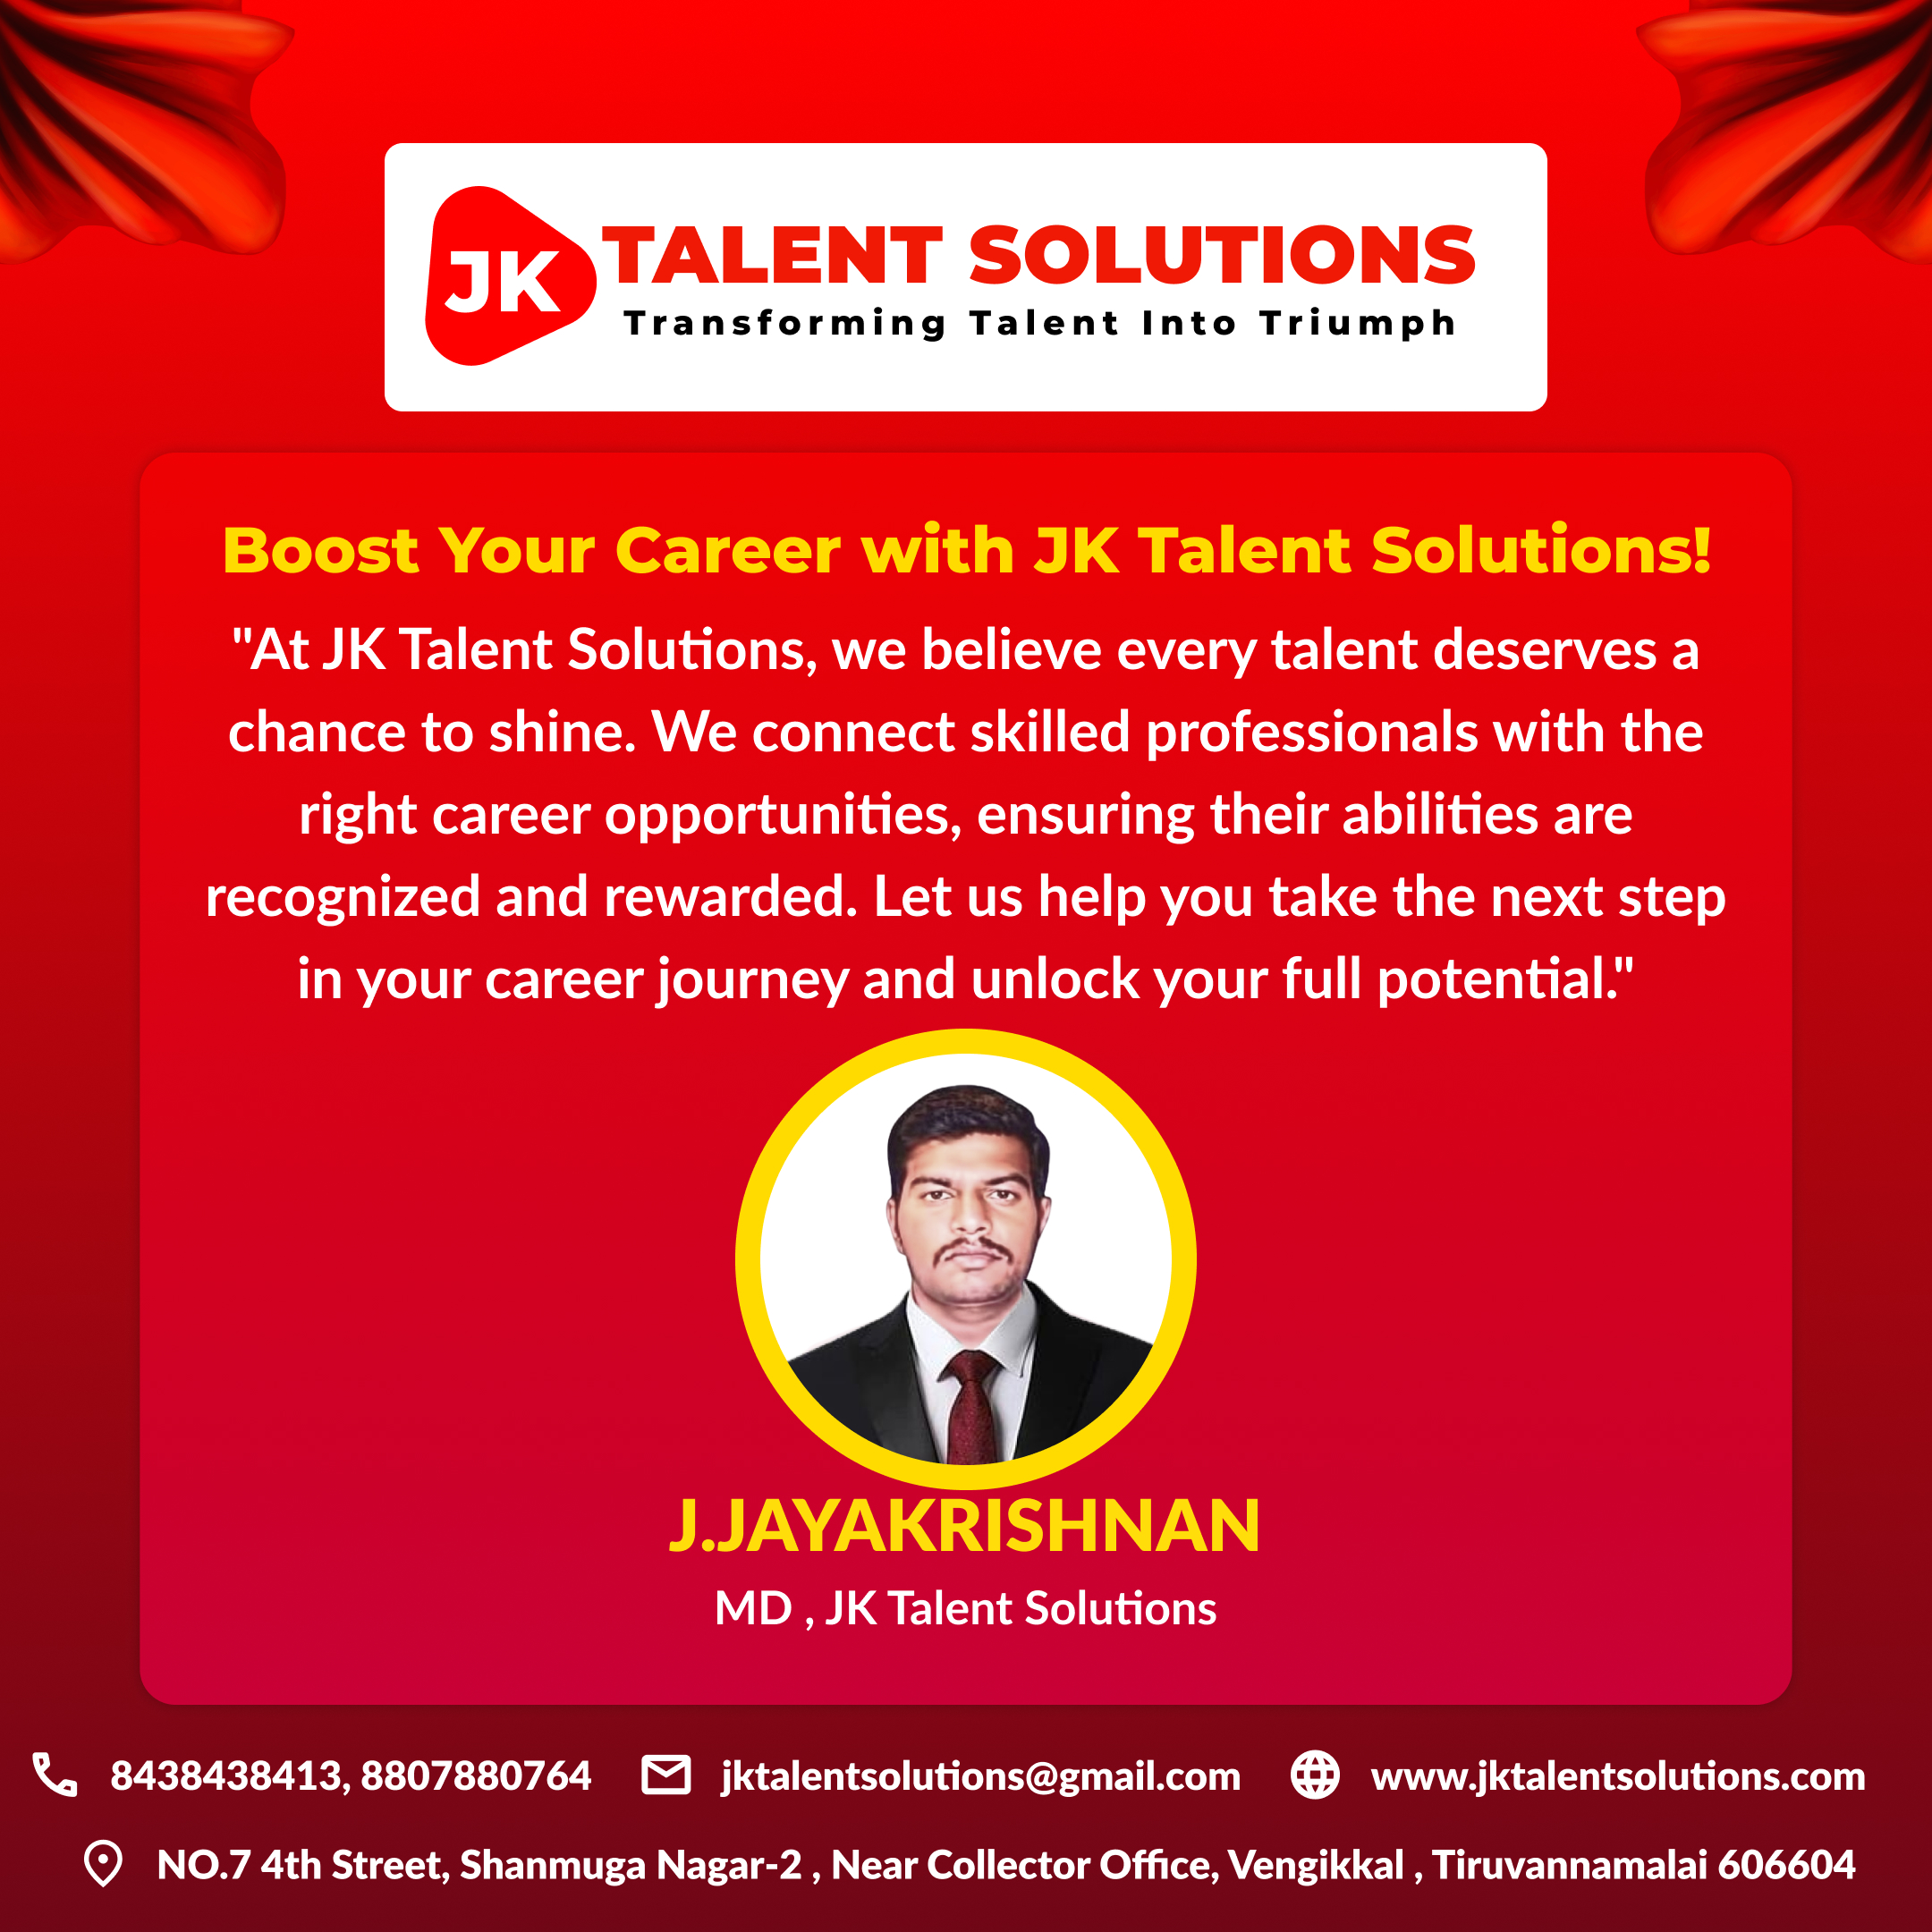 JK
TALENT SOLUTIONS
Transforming Talent Into Triumph
Boost Your Career with JK Talent Solutions!
"At JK Talent Solutions, we believe every talent deserves a
chance to shine. We connect skilled professionals with the
right career opportunities, ensuring their abilities are
recognized and rewarded. Let us help you take the next step
in your career journey and unlock your full potential."
J.JAYAKRISHNAN
MD , JK Talent Solutions
8438438413, 8807880764 jktalentsolutions@gmail.com www.jktalentsolutions.com
NO.7 4th Street, Shanmuga Nagar-2 , Near Collector Office, Vengikkal , Tiruvannamalai 606604